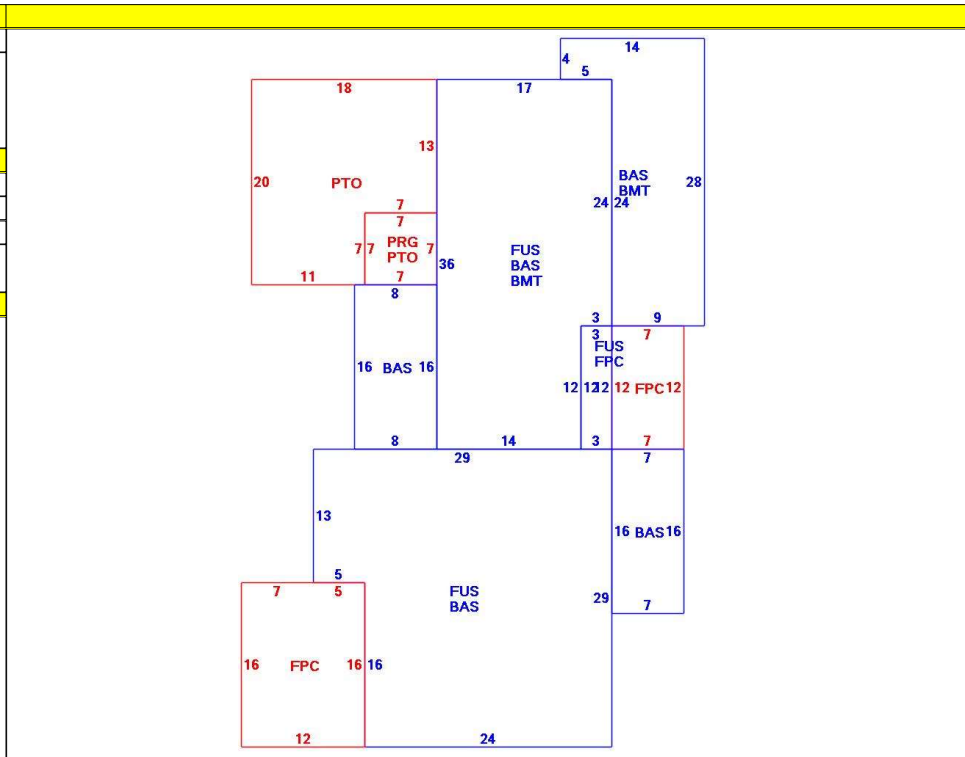 14
4
5
18
17
13
20
PTO
BAS
BMT
28
24 24
7
7
7 7
PRG
PTO
7
FUS
BAS
BMT
36
11
7
8
3
9
3
7
FUS
FPC
16 BAS 16
12
12 12
12 FPC 12
8
14
3
7
29
7
13
16 BAS 16
5
7
5
FUS
BAS
29
7
16 FPC 16 16
12
24